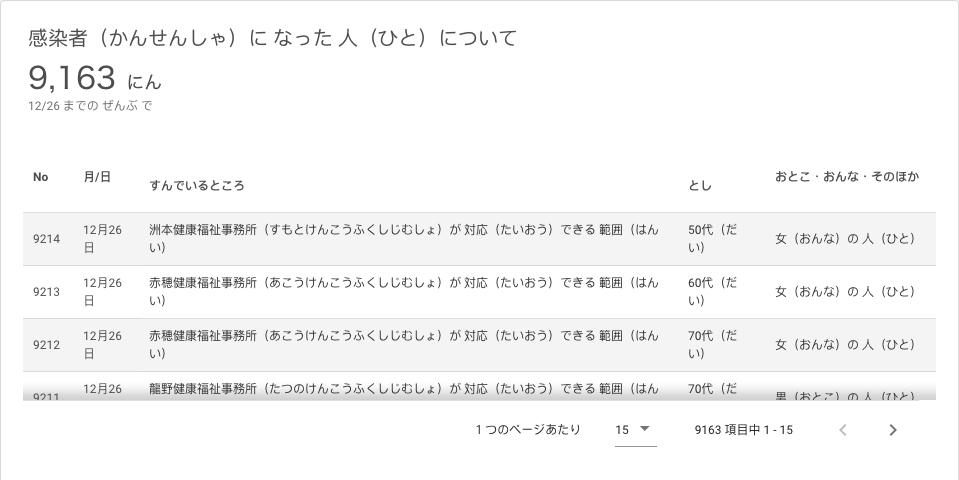 感染者（かんせんしゃ）に なった 人（ひと）について
9,163 にん
12/26 までの ぜんぶ で
No 月/日 すんでいるところ とし おとこ・おんな・そのほか
9214 12月26日 洲本健康福祉事務所（すもとけんこうふくしじむしょ）が 対応（たいおう）できる 範囲（はんい） 50代（だい） 女（おんな）の 人（ひと）
9213 12月26日 赤穂健康福祉事務所（あこうけんこうふくしじむしょ）が 対応（たいおう）できる 範囲（はんい） 60代（だい） 女（おんな）の 人（ひと）
9212 12月26日 赤穂健康福祉事務所（あこうけんこうふくしじむしょ）が 対応（たいおう）できる 範囲（はんい） 70代（だい） 女（おんな）の 人（ひと）
9211 12月26 龍野健康福祉事務所（たつのけんこうふくしじむしょ）が 対応（たいおう）できる 範囲（はん 70代（だ 男（おとこ）の 人（ひと）
1 つのページあたり 15 9163 項目中 1 - 15